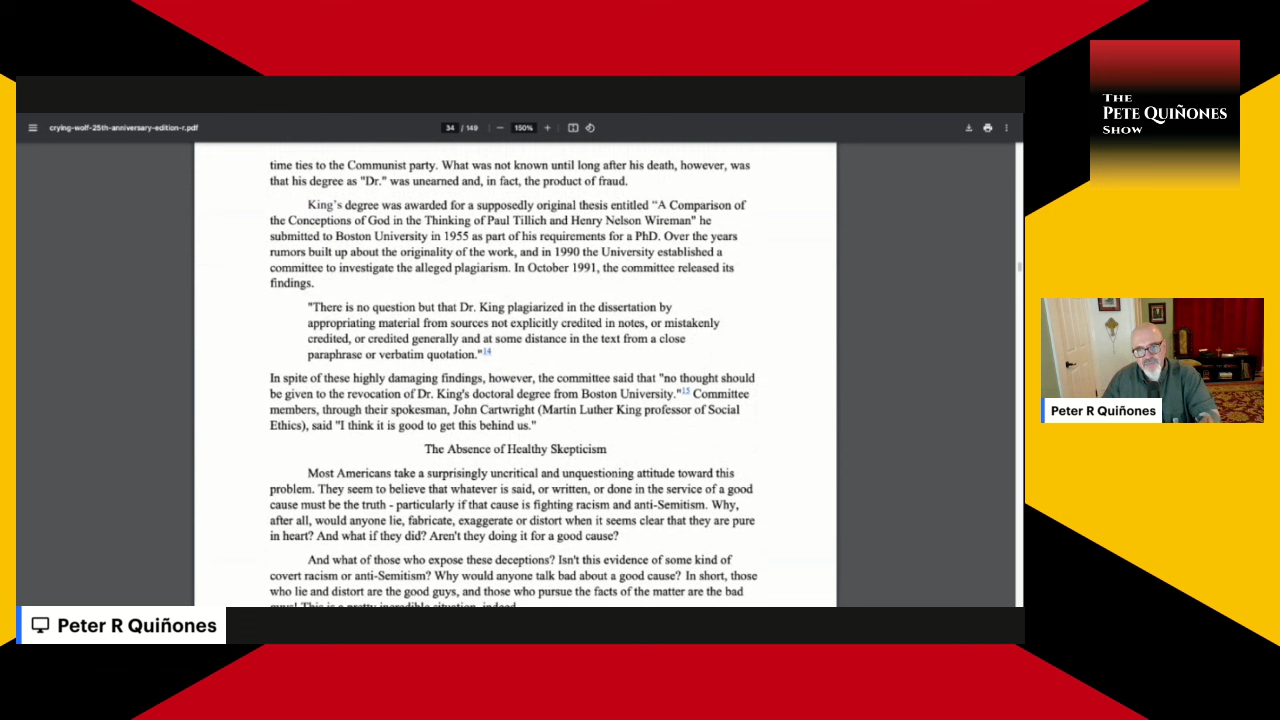 THE
PETE QUIÑONES
SHOW
crying-wolf-25th-anniversary-edition-r.pdf
34 / 149
150%
time ties to the Communist party. What was not known until long after his death, however, was
that his degree as "Dr." was unearned and, in fact, the product of fraud.
King's degree was awarded for a supposedly original thesis entitled “A Comparison of
the Conceptions of God in the Thinking of Paul Tillich and Henry Nelson Wireman" he
submitted to Boston University in 1955 as part of his requirements for a PhD. Over the years
rumors built up about the originality of the work, and in 1990 the University established a
committee to investigate the alleged plagiarism. In October 1991, the committee released its
findings.
"There is no question but that Dr. King plagiarized in the dissertation by
appropriating material from sources not explicitly credited in notes, or mistakenly
credited, or credited generally and at some distance in the text from a close
paraphrase or verbatim quotation."14
In spite of these highly damaging findings, however, the committee said that "no thought should
be given to the revocation of Dr. King's doctoral degree from Boston University."15 Committee
members, through their spokesman, John Cartwright (Martin Luther King professor of Social
Ethics), said "I think it is good to get this behind us."
The Absence of Healthy Skepticism
Most Americans take a surprisingly uncritical and unquestioning attitude toward this
problem. They seem to believe that whatever is said, or written, or done in the service of a good
cause must be the truth - particularly if that cause is fighting racism and anti-Semitism. Why,
after all, would anyone lie, fabricate, exaggerate or distort when it seems clear that they are pure
in heart? And what if they did? Aren't they doing it for a good cause?
And what of those who expose these deceptions? Isn't this evidence of some kind of
covert racism or anti-Semitism? Why would anyone talk bad about a good cause? In short, those
who lie and distort are the good guys, and those who pursue the facts of the matter are the bad
guys! This is a pretty incredible situation, indeed.
Peter R Quiñones
Peter R Quiñones